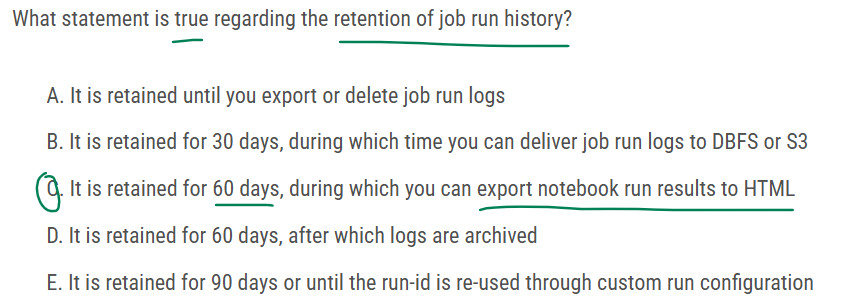 What statement is true regarding the retention of job run history?
A. It is retained until you export or delete job run logs
B. It is retained for 30 days, during which time you can deliver job run logs to DBFS or S3
C. It is retained for 60 days, during which you can export notebook run results to HTML
D. It is retained for 60 days, after which logs are archived
E. It is retained for 90 days or until the run-id is re-used through custom run configuration